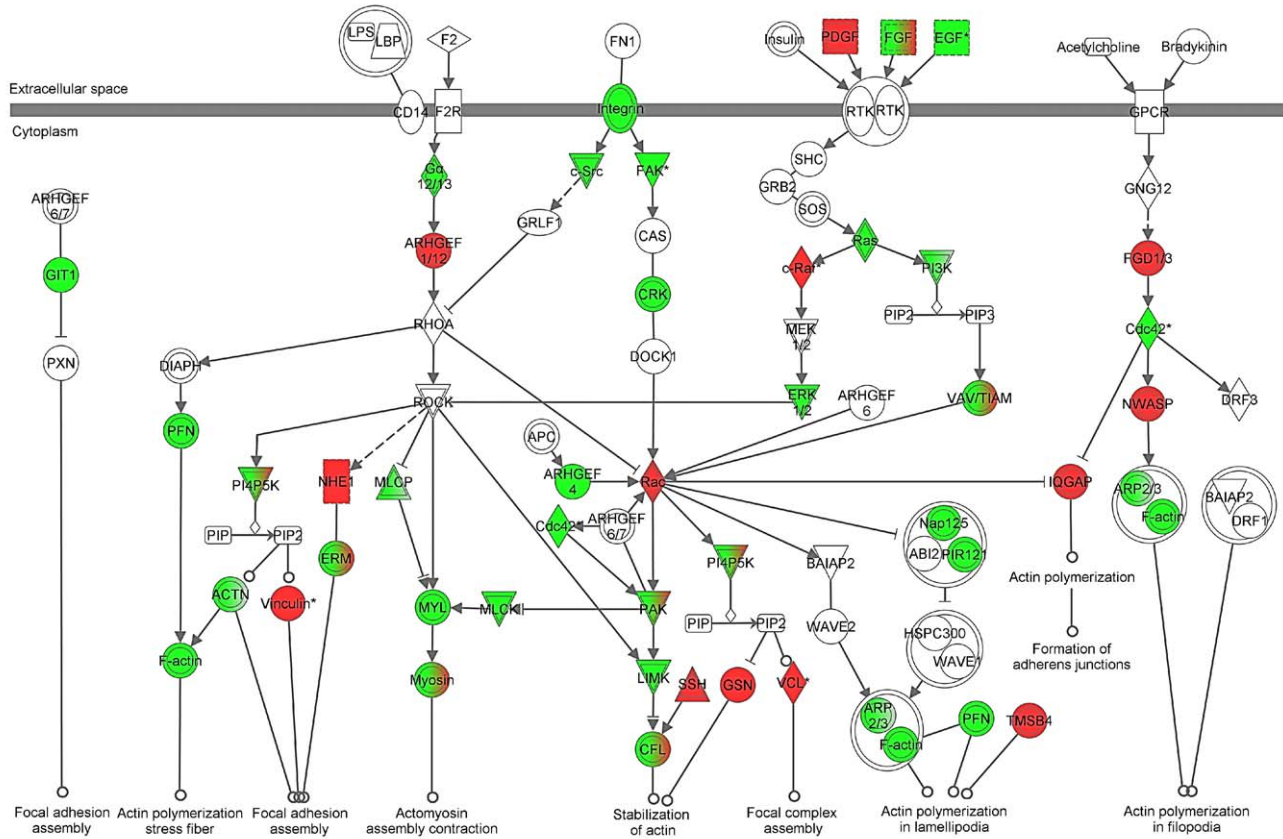 LPS
LBP
F2
FN1
Insulin
PDGF
FGF
EGF*
Acetylcholine
Bradykinin
Extracellular space
CD14
F2R
Integrin
RTK
RTK
GPCR
Cytoplasm
Gα
12/13
c-Src
FAK*
SHC
GRB2
SOS
GNG12
ARHGEF
6/7
GRLF1
CAS
Ras
ARHGEF
1/12
c-Raf*
PI3K
FGD1/3
GIT1
CRK
PIP2
PIP3
RHOA
MEK
1/2
Cdc42*
PXN
DIAPH
DOCK1
ROCK
ERK
1/2
ARHGEF
6
VAV/TIAM
NWASP
DRF3
PFN
APC
PI4P5K
NHE1
MLCP
ARHGEF
4
Rac
IQGAP
ARP2/3
F-actin
BAIAP2
DRF1
Cdc42*
ARHGEF
6/7
Nap125
ABI2
PIR121
PIP
PIP2
ERM
PI4P5K
BAIAP2
Actin polymerization
ACTN
Vinculin*
MYL
MLCK
PAK
PIP
PIP2
WAVE2
HSPC300
WAVE1
Formation of
adherens junctions
F-actin
Myosin
LIMK
SSH
GSN
VCL*
ARP
2/3
F-actin
PFN
TMSB4
CFL
Focal adhesion
assembly
Actin polymerization
stress fiber
Focal adhesion
assembly
Actomyosin
assembly contraction
Stabilization
of actin
Focal complex
assembly
Actin polymerization
in lamellipodia
Actin polymerization
in filopodia